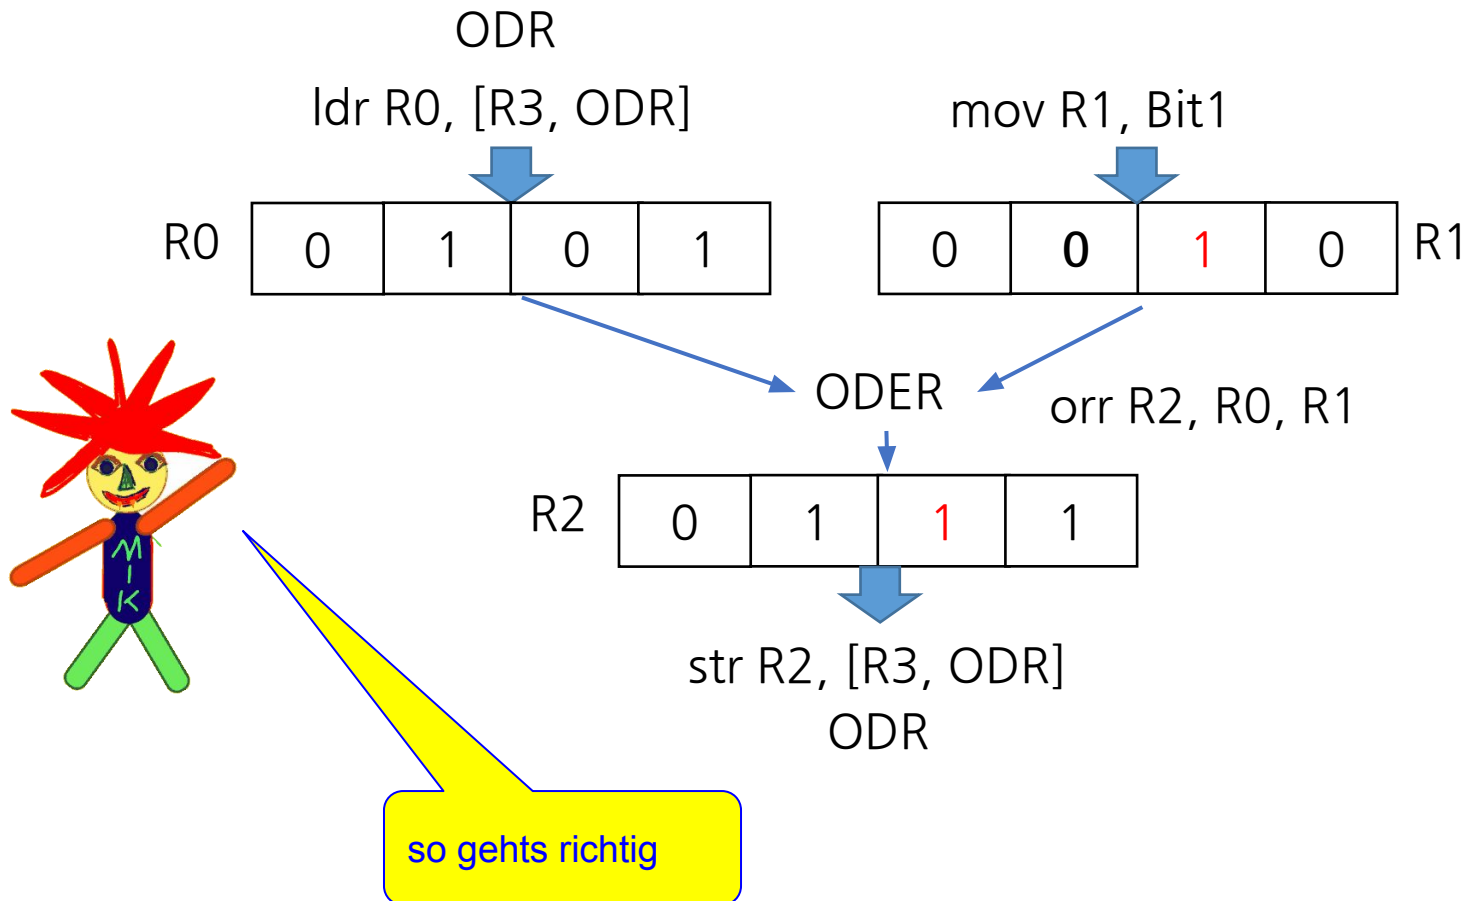 ODR
ldr R0, [R3, ODR]
mov R1, Bit1
R0 0 1 0 1
0 0 1 0 R1
ODER
orr R2, R0, R1
R2 0 1 1 1
str R2, [R3, ODR]
ODR
M
I
K
so gehts richtig